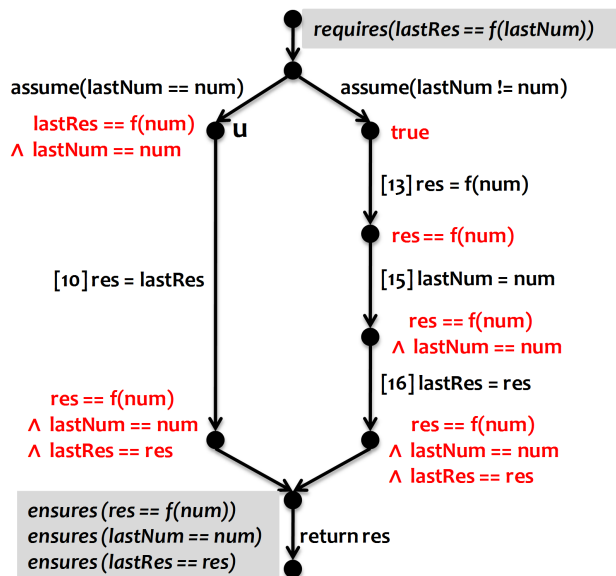 requires(lastRes == f(lastNum))
assume(lastNum == num)
assume(lastNum != num)
lastRes == f(num)
∧ lastNum == num
u
true
[13] res = f(num)
res == f(num)
[10] res = lastRes
[15] lastNum = num
res == f(num)
∧ lastNum == num
[16] lastRes = res
res == f(num)
∧ lastNum == num
∧ lastRes == res
res == f(num)
∧ lastNum == num
∧ lastRes == res
ensures(res == f(num))
ensures(lastNum == num)
ensures(lastRes == res)
return res